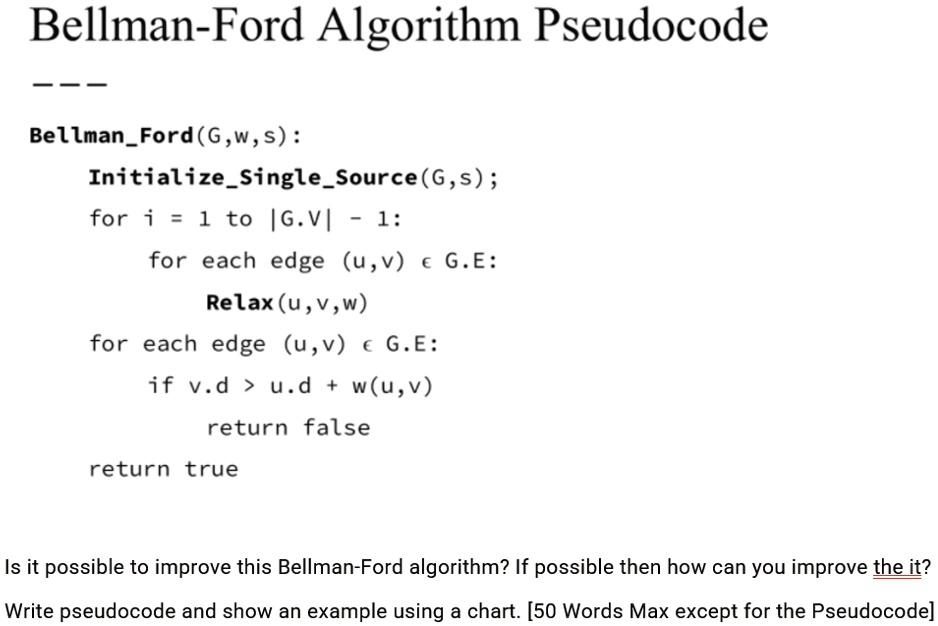 Bellman-Ford Algorithm Pseudocode
———
Bellman_Ford(G,w,s):
Initialize_Single_Source(G,s);
for i = 1 to |G.V| - 1:
for each edge (u,v) ϵ G.E:
Relax(u,v,w)
for each edge (u,v) ϵ G.E:
if v.d > u.d + w(u,v)
return false
return true
Is it possible to improve this Bellman-Ford algorithm? If possible then how can you improve the it?
Write pseudocode and show an example using a chart. [50 Words Max except for the Pseudocode]